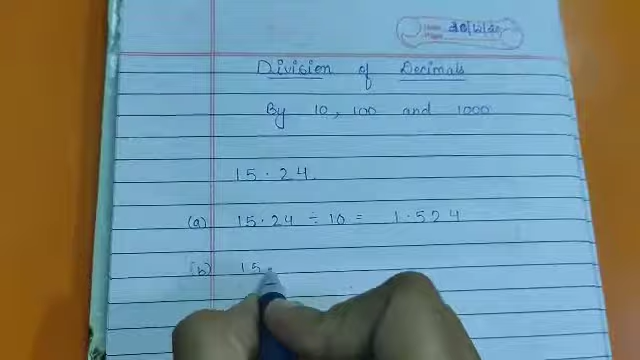 Division of Decimals
By 10, 100 and 1000
15.24.
(a) 15.24 ÷ 10 = 1.524
(b) 15.